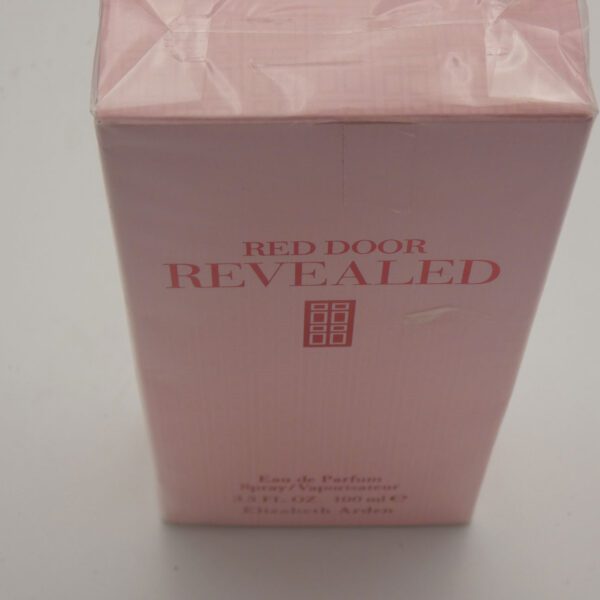 RED DOOR
REVEALED
Eau de Parfum
Spray/Vaporisateur
3.3 FL. OZ. 100 ml ℮
Elizabeth Arden